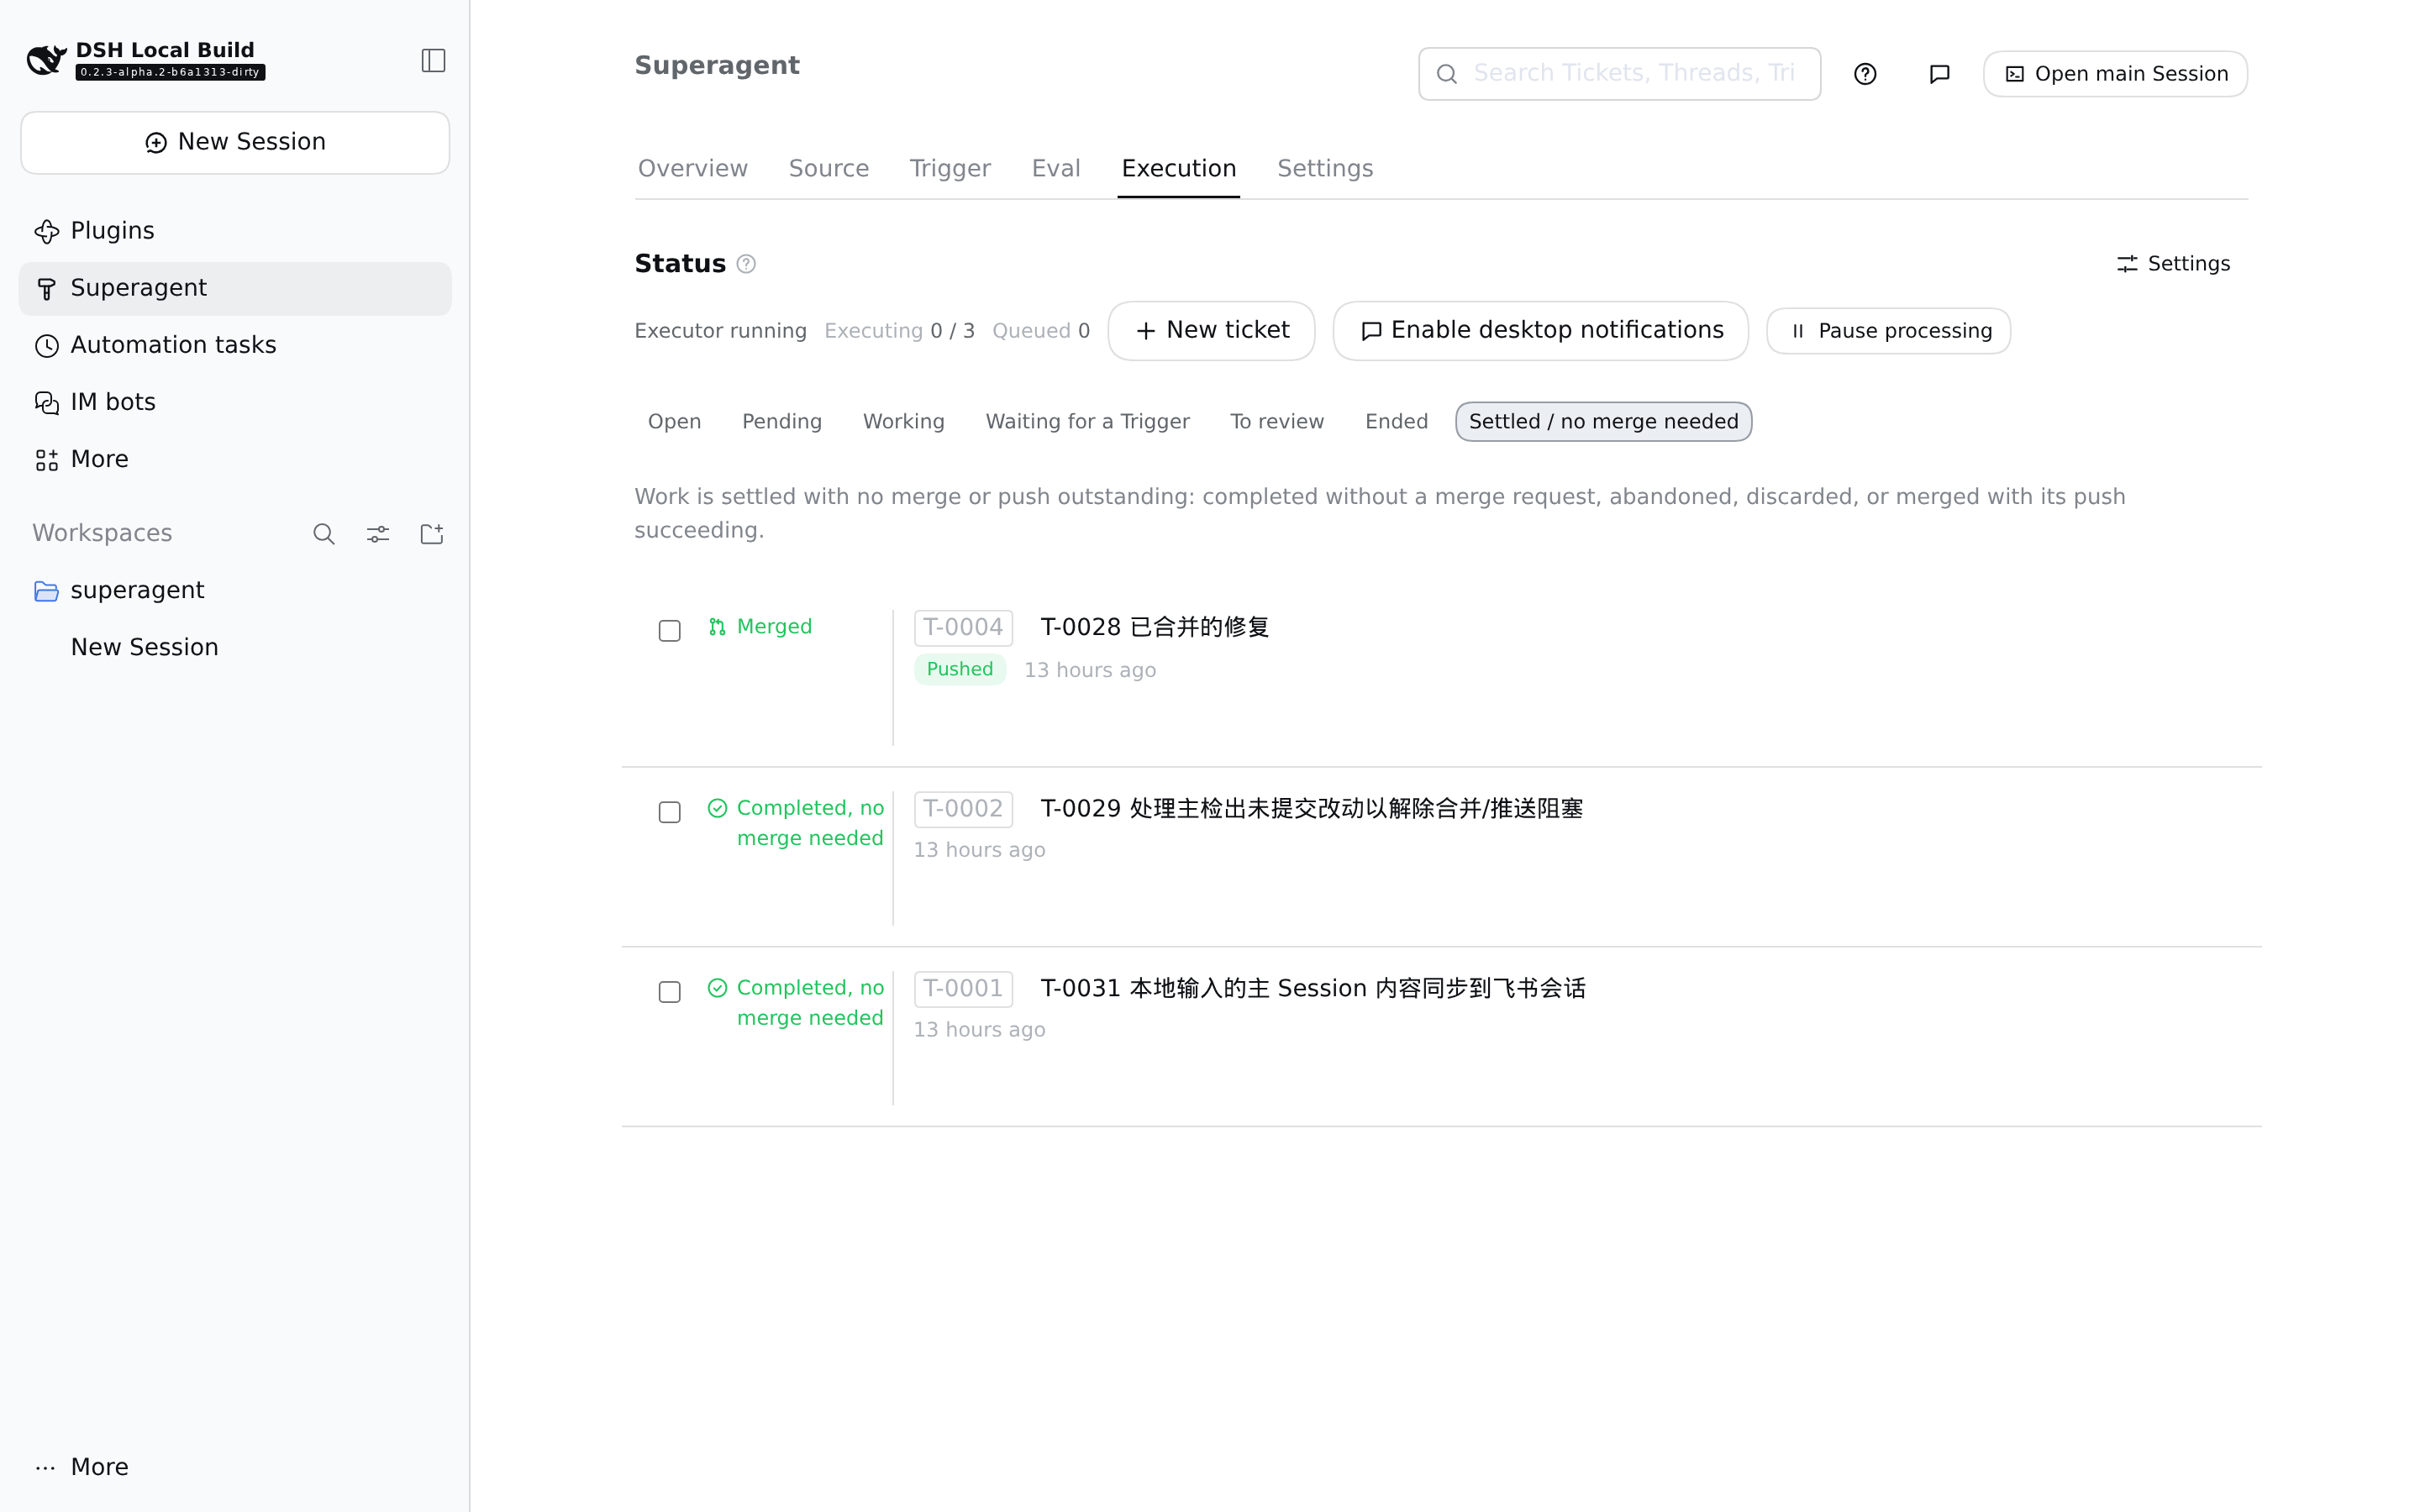 DSH Local Build
0.2.3-alpha.2-b6a1313-dirty
New Session
Plugins
Superagent
Automation tasks
IM bots
More
Workspaces
superagent
New Session
More
Superagent
Search Tickets, Threads, Tri
Open main Session
Overview Source Trigger Eval Execution Settings
Status
Settings
Executor running Executing 0 / 3 Queued 0 New ticket Enable desktop notifications Pause processing
Open Pending Working Waiting for a Trigger To review Ended Settled / no merge needed
Work is settled with no merge or push outstanding: completed without a merge request, abandoned, discarded, or merged with its push
succeeding.
Merged T-0004 T-0028 已合并的修复
Pushed 13 hours ago
Completed, no T-0002 T-0029 处理主检出未提交改动以解除合并/推送阻塞
merge needed 13 hours ago
Completed, no T-0001 T-0031 本地输入的主 Session 内容同步到飞书会话
merge needed 13 hours ago